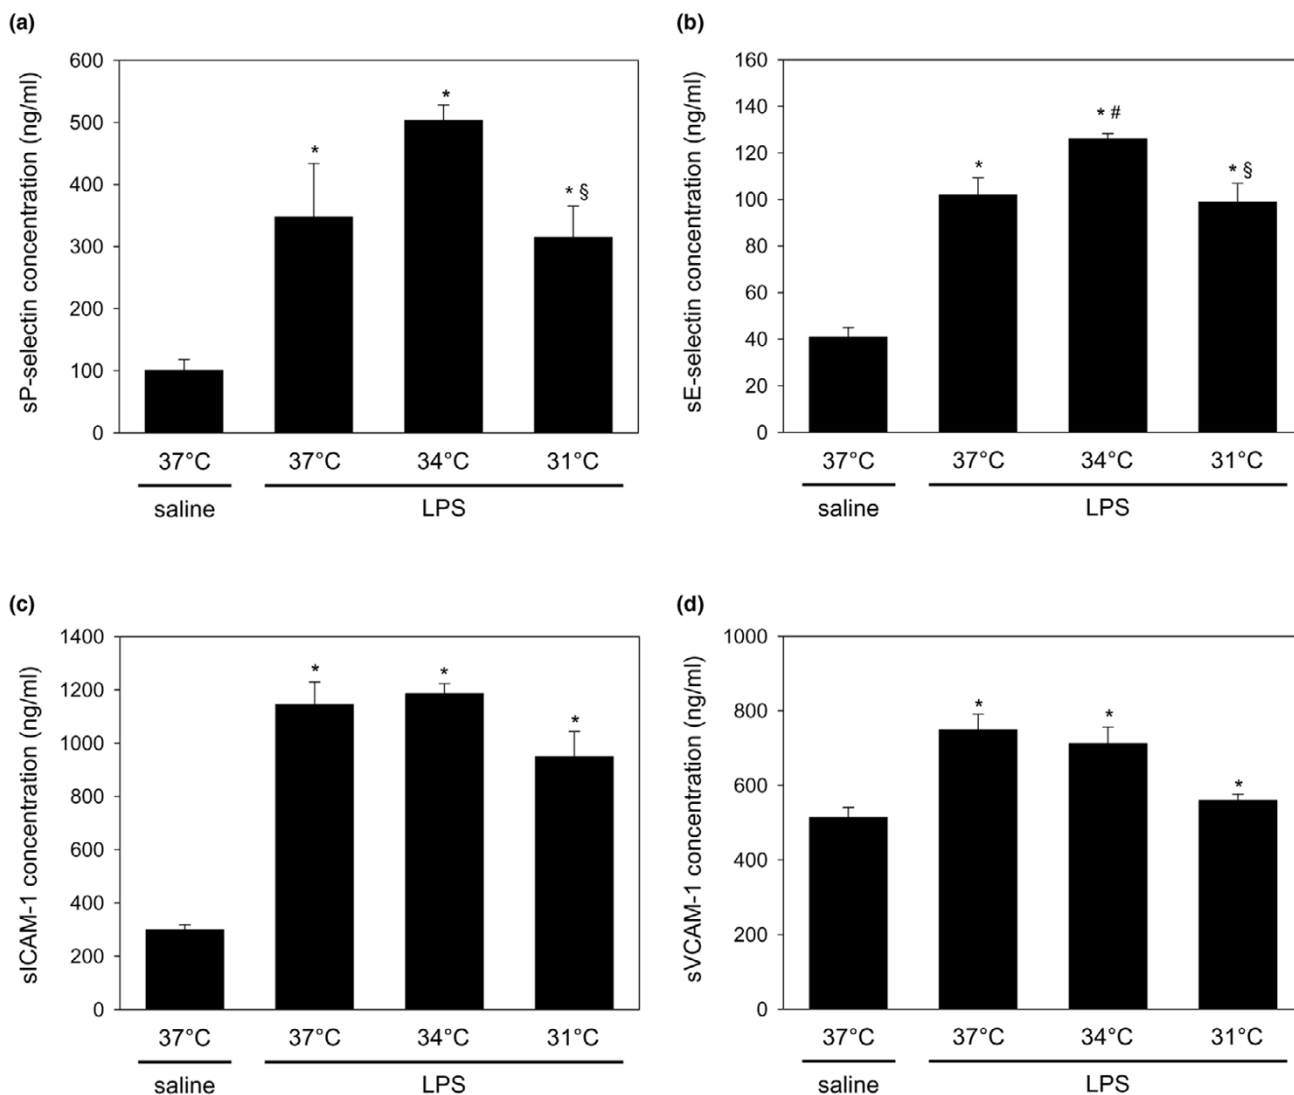 (a)
sP-selectin concentration (ng/ml)
600
500
400
300
200
100
0
*
*
* §
37°C 37°C 34°C 31°C
saline LPS
(b)
sE-selectin concentration (ng/ml)
160
140
120
100
80
60
40
20
0
*
* #
* §
37°C 37°C 34°C 31°C
saline LPS
(c)
sICAM-1 concentration (ng/ml)
1400
1200
1000
800
600
400
200
0
*
*
*
37°C 37°C 34°C 31°C
saline LPS
(d)
sVCAM-1 concentration (ng/ml)
1000
800
600
400
200
0
*
*
*
37°C 37°C 34°C 31°C
saline LPS